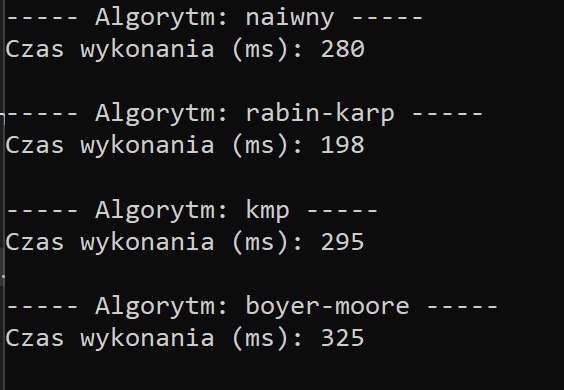 ----- Algorytm: naiwny -----
Czas wykonania (ms): 280
----- Algorytm: rabin-karp -----
Czas wykonania (ms): 198
----- Algorytm: kmp -----
Czas wykonania (ms): 295
----- Algorytm: boyer-moore -----
Czas wykonania (ms): 325